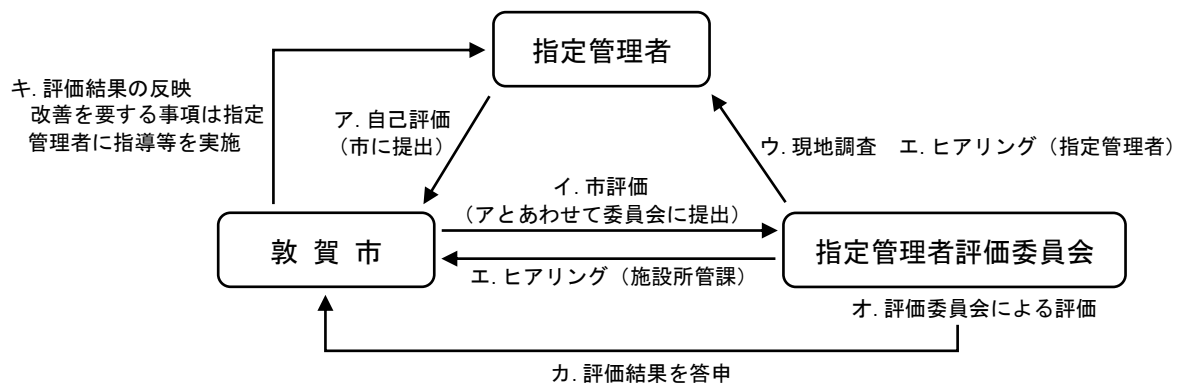 指定管理者
キ. 評価結果の反映
改善を要する事項は指定
管理者に指導等を実施
ア. 自己評価
（市に提出）
ウ. 現地調査　エ. ヒアリング（指定管理者）
イ. 市評価
（アとあわせて委員会に提出）
敦 賀 市
指定管理者評価委員会
エ. ヒアリング（施設所管課）
オ. 評価委員会による評価
カ. 評価結果を答申